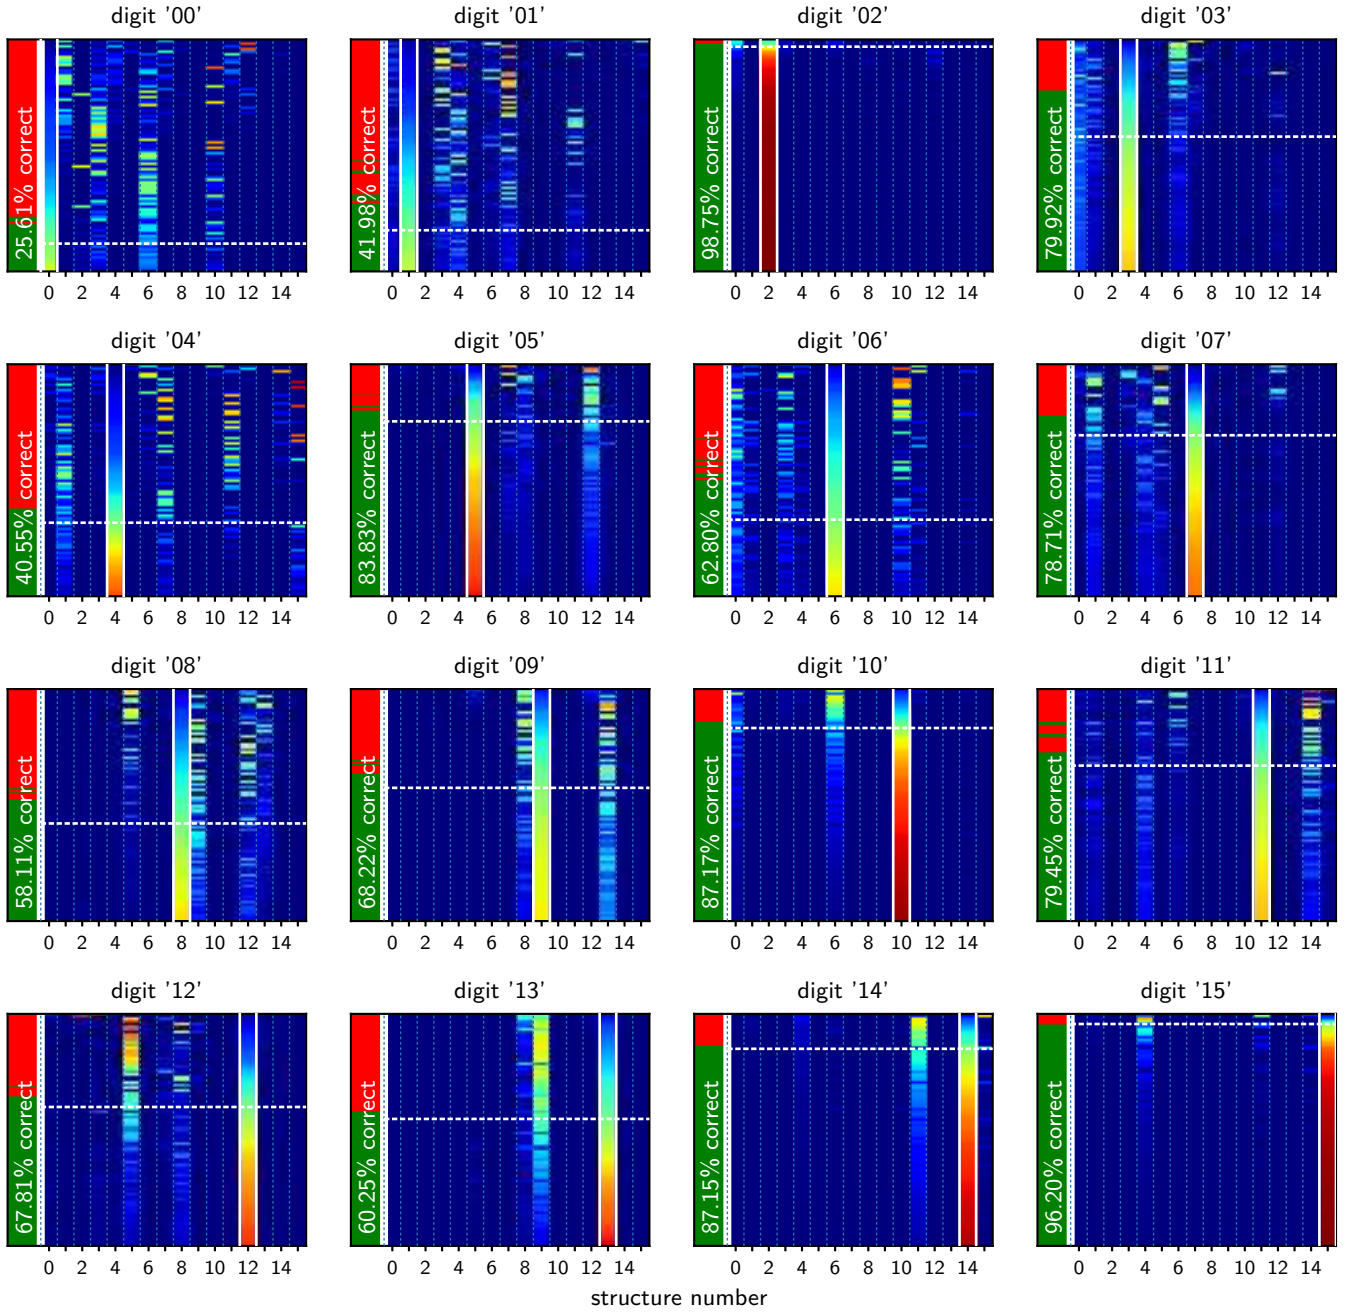 digit '00' digit '01' digit '02' digit '03'
25.61% correct 41.98% correct 98.75% correct 79.92% correct
0 2 4 6 8 10 12 14 0 2 4 6 8 10 12 14 0 2 4 6 8 10 12 14 0 2 4 6 8 10 12 14
digit '04' digit '05' digit '06' digit '07'
40.55% correct 83.83% correct 62.80% correct 78.71% correct
0 2 4 6 8 10 12 14 0 2 4 6 8 10 12 14 0 2 4 6 8 10 12 14 0 2 4 6 8 10 12 14
digit '08' digit '09' digit '10' digit '11'
58.11% correct 68.22% correct 87.17% correct 79.45% correct
0 2 4 6 8 10 12 14 0 2 4 6 8 10 12 14 0 2 4 6 8 10 12 14 0 2 4 6 8 10 12 14
digit '12' digit '13' digit '14' digit '15'
67.81% correct 60.25% correct 87.15% correct 96.20% correct
0 2 4 6 8 10 12 14 0 2 4 6 8 10 12 14 0 2 4 6 8 10 12 14 0 2 4 6 8 10 12 14
structure number